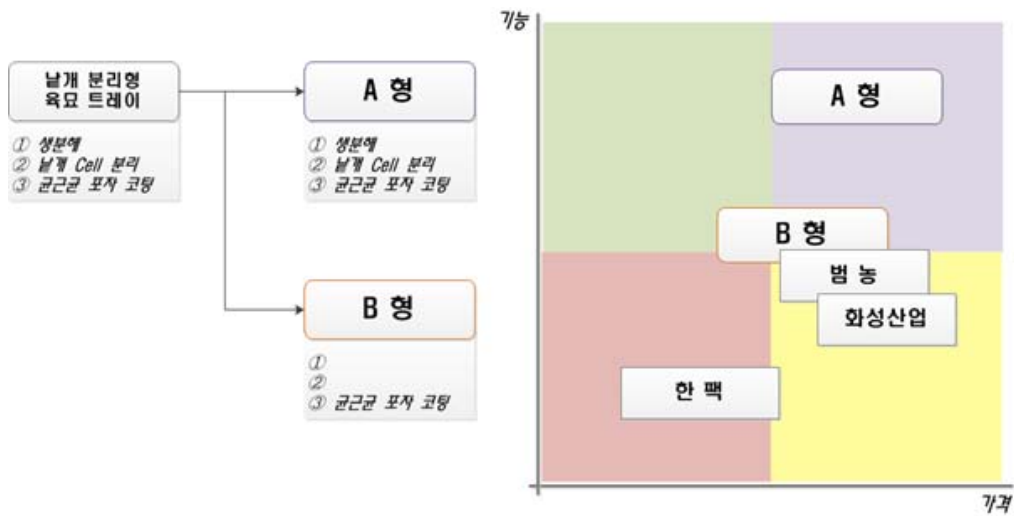 낱개 분리형
육묘 트레이
① 생분해
② 낱개 Cell 분리
③ 균근균 포자 코팅
A 형
① 생분해
② 낱개 Cell 분리
③ 균근균 포자 코팅
B 형
①
②
③ 균근균 포자 코팅
기능
A 형
B 형
범 농
화성산업
한 팩
가격